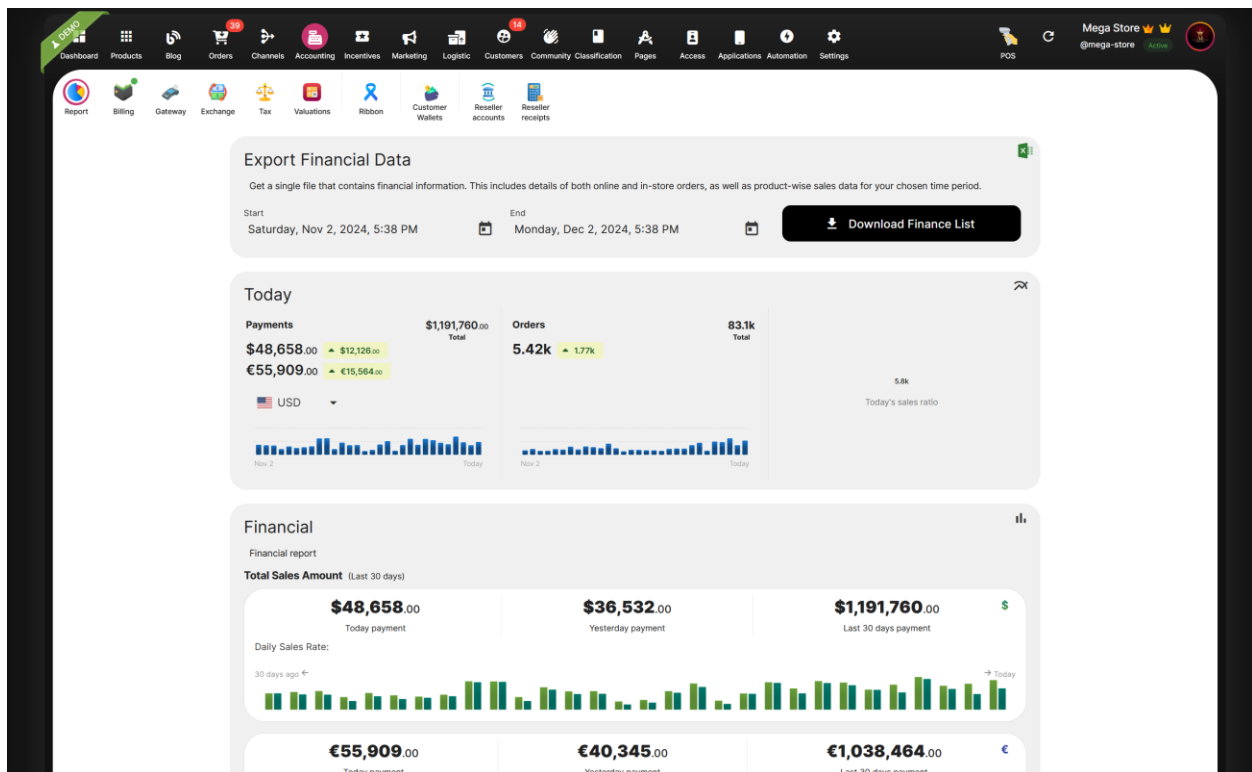 DEMO
39
14
Mega Store
@mega-store Active
Dashboard Products Blog Orders Channels Accounting Incentives Marketing Logistic Customers Community Classification Pages Access Applications Automation Settings POS
Report Billing Gateway Exchange Tax Valuations Ribbon Customer Wallets Reseller accounts Reseller receipts
Export Financial Data
Get a single file that contains financial information. This includes details of both online and in-store orders, as well as product-wise sales data for your chosen time period.
Start
Saturday, Nov 2, 2024, 5:38 PM
End
Monday, Dec 2, 2024, 5:38 PM
Download Finance List
Today
Payments
$1,191,760.00
Total
$48,658.00 $12,126.00
€55,909.00 €15,564.00
USD
Nov 2 Today
Orders
83.1k
Total
5.42k 1.77k
Nov 2 Today
5.8k
Today's sales ratio
Financial
Financial report
Total Sales Amount (Last 30 days)
$48,658.00 $36,532.00 $1,191,760.00 $
Today payment Yesterday payment Last 30 days payment
Daily Sales Rate:
30 days ago Today
€55,909.00 €40,345.00 €1,038,464.00 €
Today payment Yesterday payment Last 30 days payment